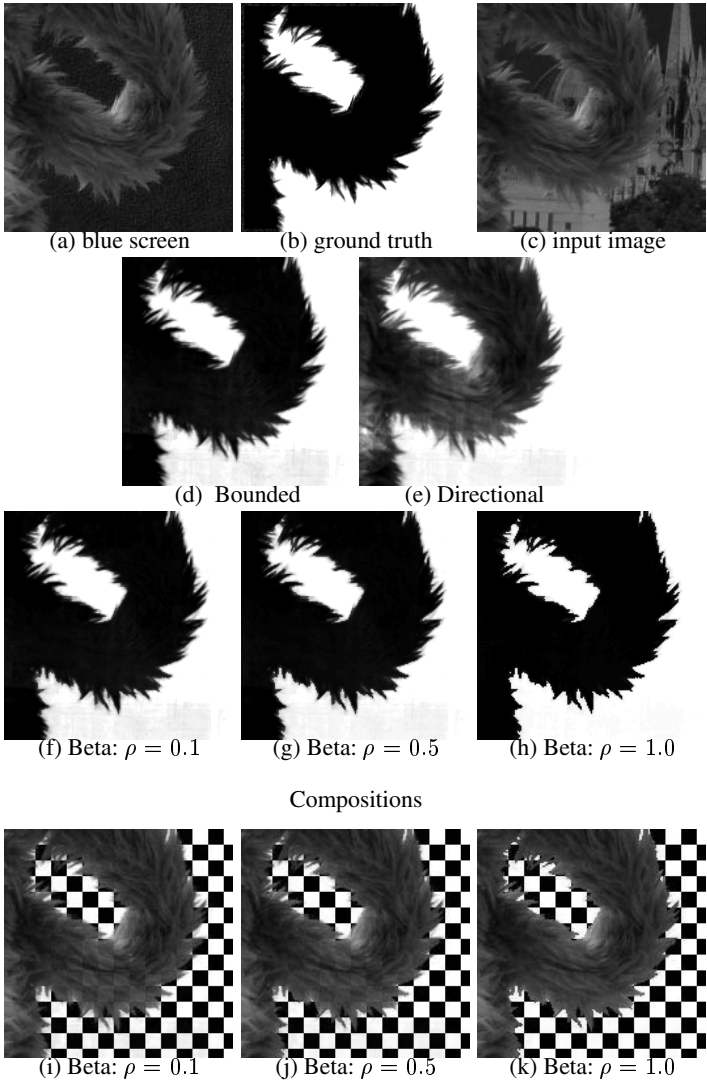 (a) blue screen (b) ground truth (c) input image
(d) Bounded (e) Directional
(f) Beta: ρ = 0.1 (g) Beta: ρ = 0.5 (h) Beta: ρ = 1.0
Compositions
(i) Beta: ρ = 0.1 (j) Beta: ρ = 0.5 (k) Beta: ρ = 1.0